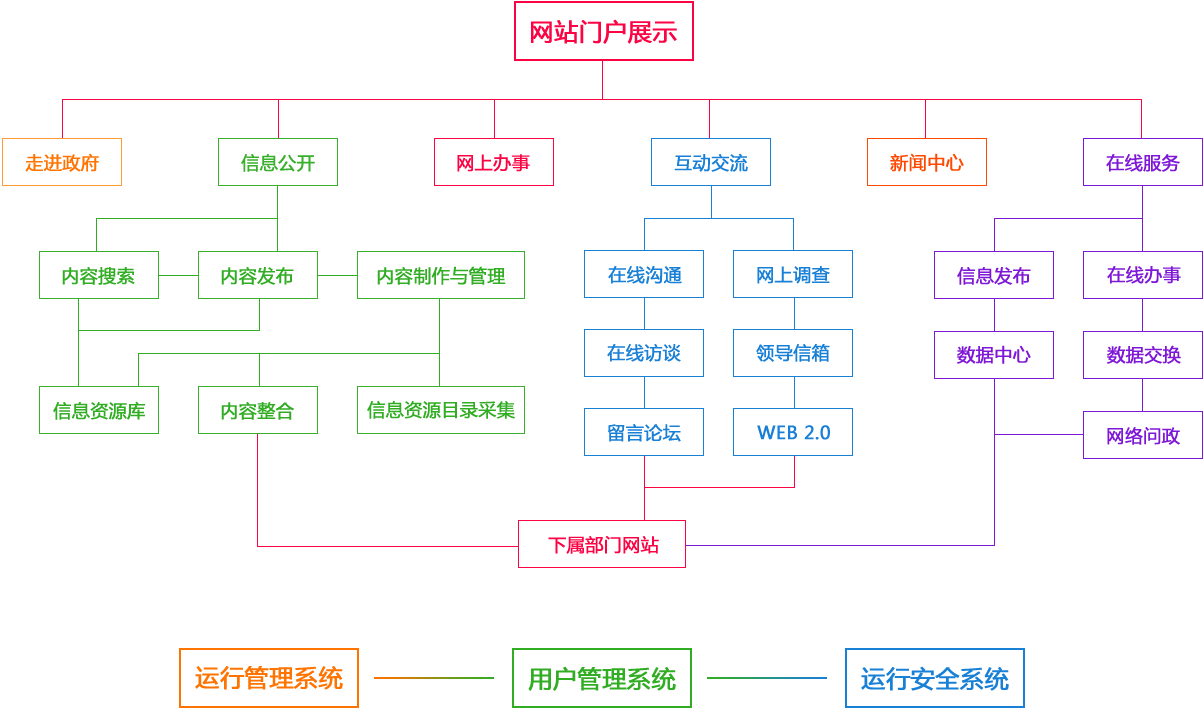 网站门户展示
走进政府
信息公开
网上办事
互动交流
新闻中心
在线服务
内容搜索
内容发布
内容制作与管理
在线沟通
网上调查
信息发布
在线办事
在线访谈
领导信箱
数据中心
数据交换
信息资源库
内容整合
信息资源目录采集
留言论坛
WEB 2.0
网络问政
下属部门网站
运行管理系统
用户管理系统
运行安全系统